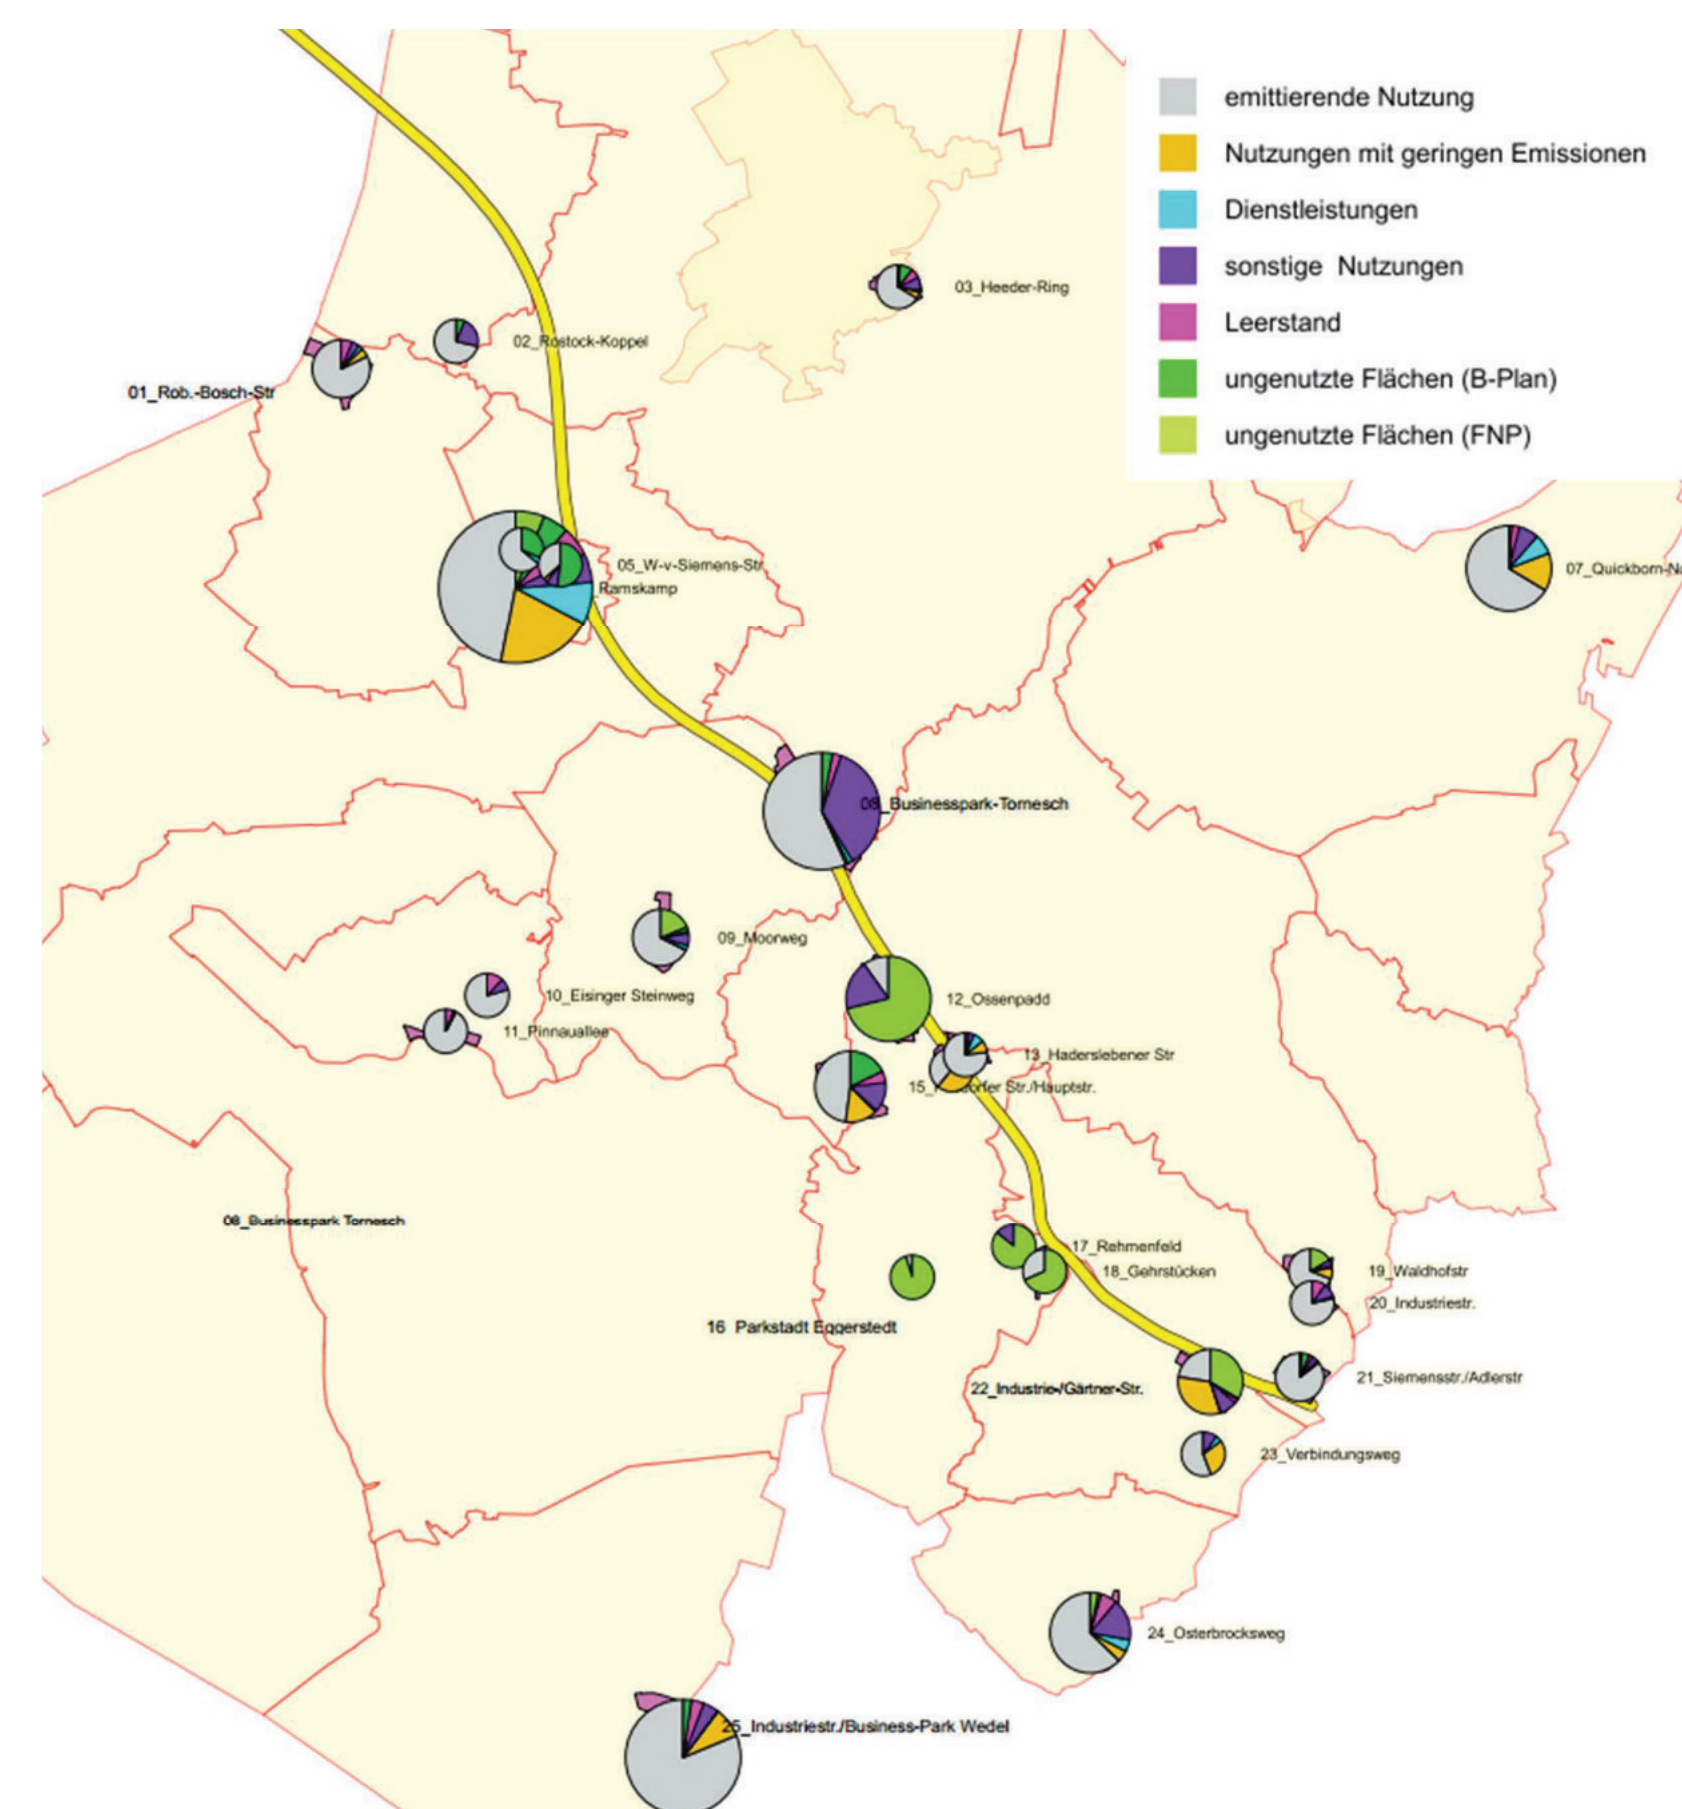 emittierende Nutzung
Nutzungen mit geringen Emissionen
Dienstleistungen
sonstige Nutzungen
Leerstand
ungenutzte Flächen (B-Plan)
ungenutzte Flächen (FNP)
03_Heeder-Ring
02_Rostock-Koppel
01_Rob.-Bosch-Str
05_W-v-Siemens-Str
_Ramskamp
07_Quickborn-No
08_Businesspark-Tornesch
09_Moorweg
10_Eisinger Steinweg
11_Pinnauallee
12_Ossenpadd
13_Haderslebener Str
15_ Str./Hauptstr.
08_Businesspark Tornesch
17_Rehmenfeld
18_Gehrstücken
19_Waldhofstr
20_Industriestr.
16 Parkstadt Eggerstedt
21_Siemensstr./Adlerstr
22_Industrie-/Gärtner-Str.
23_Verbindungsweg
24_Osterbrocksweg
25_Industriestr./Business-Park Wedel